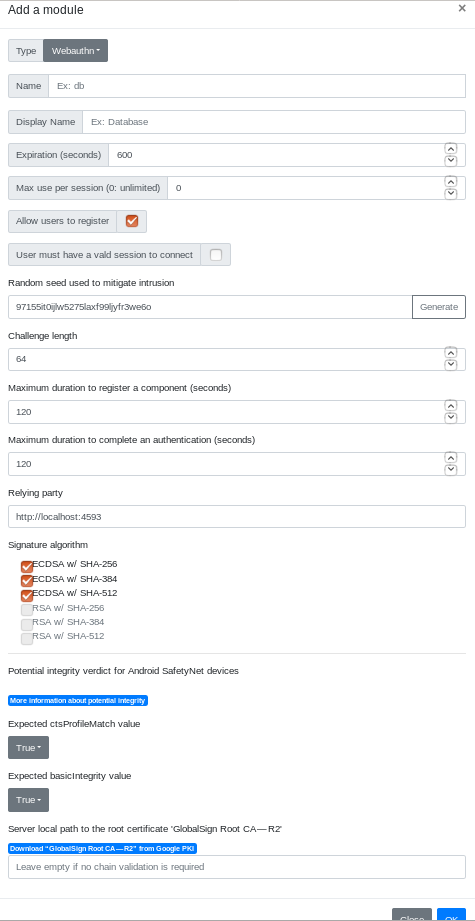 Add a module ×
Type Webauthn
Name Ex: db
Display Name Ex: Database
Expiration (seconds) 600
Max use per session (0: unlimited) 0
Allow users to register
User must have a vald session to connect
Random seed used to mitigate intrusion
97155it0ijlw5275laxf99ljyfr3we6o Generate
Challenge length
64
Maximum duration to register a component (seconds)
120
Maximum duration to complete an authentication (seconds)
120
Relying party
http://localhost:4593
Signature algorithm
ECDSA w/ SHA-256
ECDSA w/ SHA-384
ECDSA w/ SHA-512
RSA w/ SHA-256
RSA w/ SHA-384
RSA w/ SHA-512
Potential integrity verdict for Android SafetyNet devices
More information about potential integrity
Expected ctsProfileMatch value
True
Expected basicIntegrity value
True
Server local path to the root certificate 'GlobalSign Root CA — R2'
Download "GlobalSign Root CA — R2" from Google PKI
Leave empty if no chain validation is required
Close OK